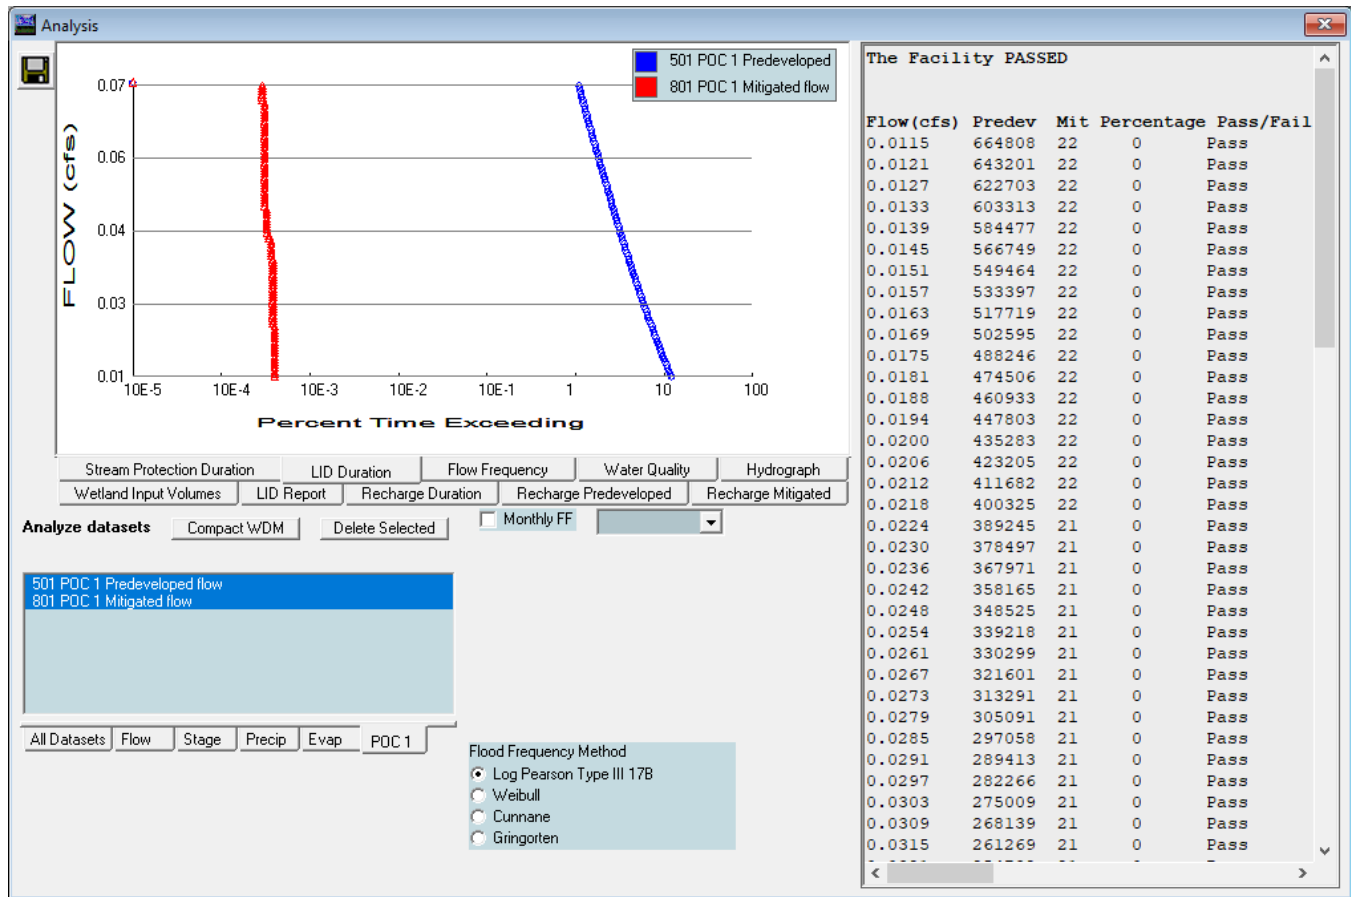 Analysis
501 POC 1 Predeveloped
801 POC 1 Mitigated flow
FLOW (cfs)
0.07
0.06
0.04
0.03
0.01
10E-5 10E-4 10E-3 10E-2 10E-1 1 10 100
Percent Time Exceeding
Stream Protection Duration LID Duration Flow Frequency Water Quality Hydrograph
Wetland Input Volumes LID Report Recharge Duration Recharge Predeveloped Recharge Mitigated
Analyze datasets Compact WDM Delete Selected Monthly FF
501 POC 1 Predeveloped flow
801 POC 1 Mitigated flow
All Datasets Flow Stage Precip Evap POC 1
Flood Frequency Method
Log Pearson Type III 17B
Weibull
Cunnane
Gringorten
The Facility PASSED
Flow(cfs) Predev Mit Percentage Pass/Fail
0.0115 664808 22 0 Pass
0.0121 643201 22 0 Pass
0.0127 622703 22 0 Pass
0.0133 603313 22 0 Pass
0.0139 584477 22 0 Pass
0.0145 566749 22 0 Pass
0.0151 549464 22 0 Pass
0.0157 533397 22 0 Pass
0.0163 517719 22 0 Pass
0.0169 502595 22 0 Pass
0.0175 488246 22 0 Pass
0.0181 474506 22 0 Pass
0.0188 460933 22 0 Pass
0.0194 447803 22 0 Pass
0.0200 435283 22 0 Pass
0.0206 423205 22 0 Pass
0.0212 411682 22 0 Pass
0.0218 400325 22 0 Pass
0.0224 389245 21 0 Pass
0.0230 378497 21 0 Pass
0.0236 367971 21 0 Pass
0.0242 358165 21 0 Pass
0.0248 348525 21 0 Pass
0.0254 339218 21 0 Pass
0.0261 330299 21 0 Pass
0.0267 321601 21 0 Pass
0.0273 313291 21 0 Pass
0.0279 305091 21 0 Pass
0.0285 297058 21 0 Pass
0.0291 289413 21 0 Pass
0.0297 282266 21 0 Pass
0.0303 275009 21 0 Pass
0.0309 268139 21 0 Pass
0.0315 261269 21 0 Pass